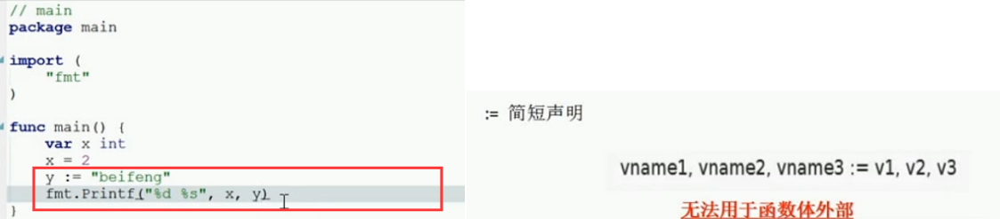 // main
package main
import (
"fmt"
)
func main() {
var x int
x = 2
y := "beifeng"
fmt.Printf("%d %s", x, y)
}
:= 简短声明
vname1, vname2, vname3 := v1, v2, v3
无法用于函数体外部